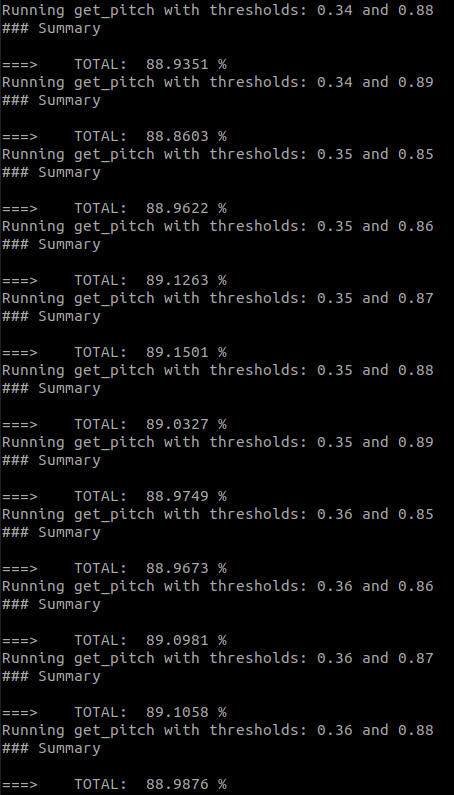 Running get_pitch with thresholds: 0.34 and 0.88
### Summary
===>    TOTAL:  88.9351 %
Running get_pitch with thresholds: 0.34 and 0.89
### Summary
===>    TOTAL:  88.8603 %
Running get_pitch with thresholds: 0.35 and 0.85
### Summary
===>    TOTAL:  88.9622 %
Running get_pitch with thresholds: 0.35 and 0.86
### Summary
===>    TOTAL:  89.1263 %
Running get_pitch with thresholds: 0.35 and 0.87
### Summary
===>    TOTAL:  89.1501 %
Running get_pitch with thresholds: 0.35 and 0.88
### Summary
===>    TOTAL:  89.0327 %
Running get_pitch with thresholds: 0.35 and 0.89
### Summary
===>    TOTAL:  88.9749 %
Running get_pitch with thresholds: 0.36 and 0.85
### Summary
===>    TOTAL:  88.9673 %
Running get_pitch with thresholds: 0.36 and 0.86
### Summary
===>    TOTAL:  89.0981 %
Running get_pitch with thresholds: 0.36 and 0.87
### Summary
===>    TOTAL:  89.1058 %
Running get_pitch with thresholds: 0.36 and 0.88
### Summary
===>    TOTAL:  88.9876 %